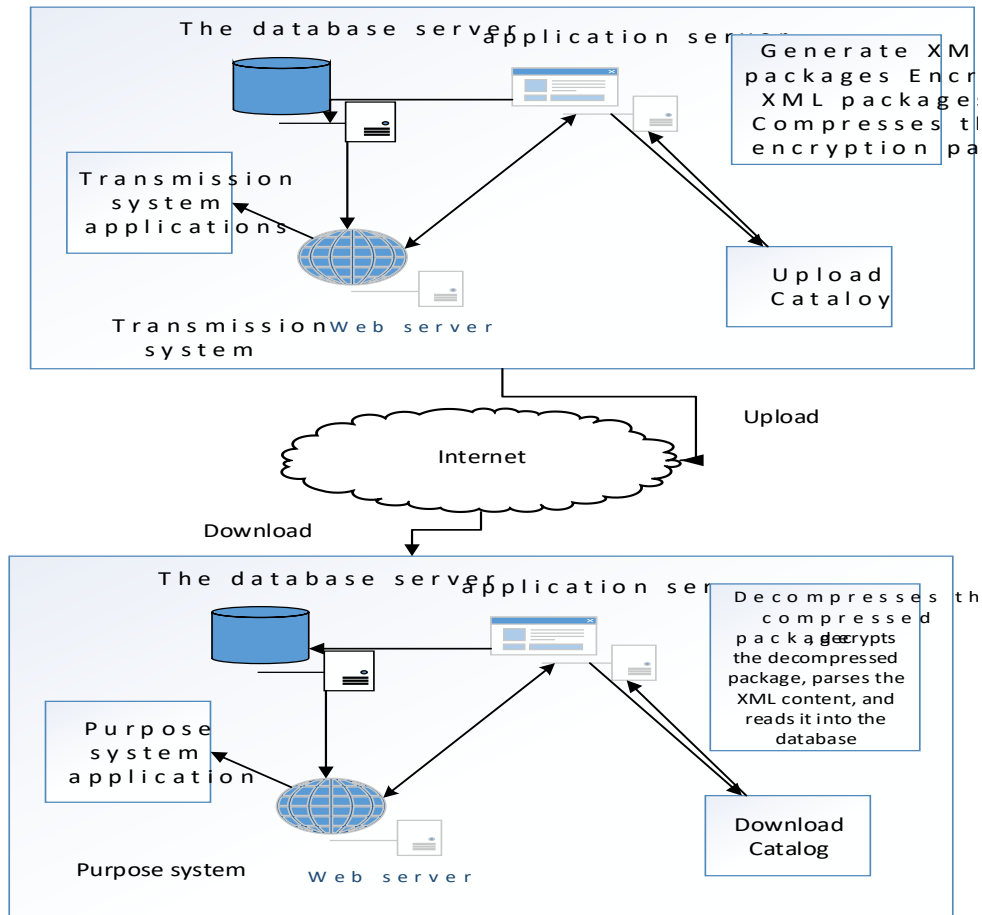 The database server
application ser
Generate XM
packages Encr
XML package
Compresses t
encryption pa
Transmission
system
applications
Upload
Cataloy
Transmission
system
Web server
Upload
Internet
Download
The database server
application ser
Decompresses th
compressed
package
, decrypts
the decompressed
package, parses the
XML content, and
reads it into the
database
Purpose
system
application
Download
Catalog
Purpose system
Web server